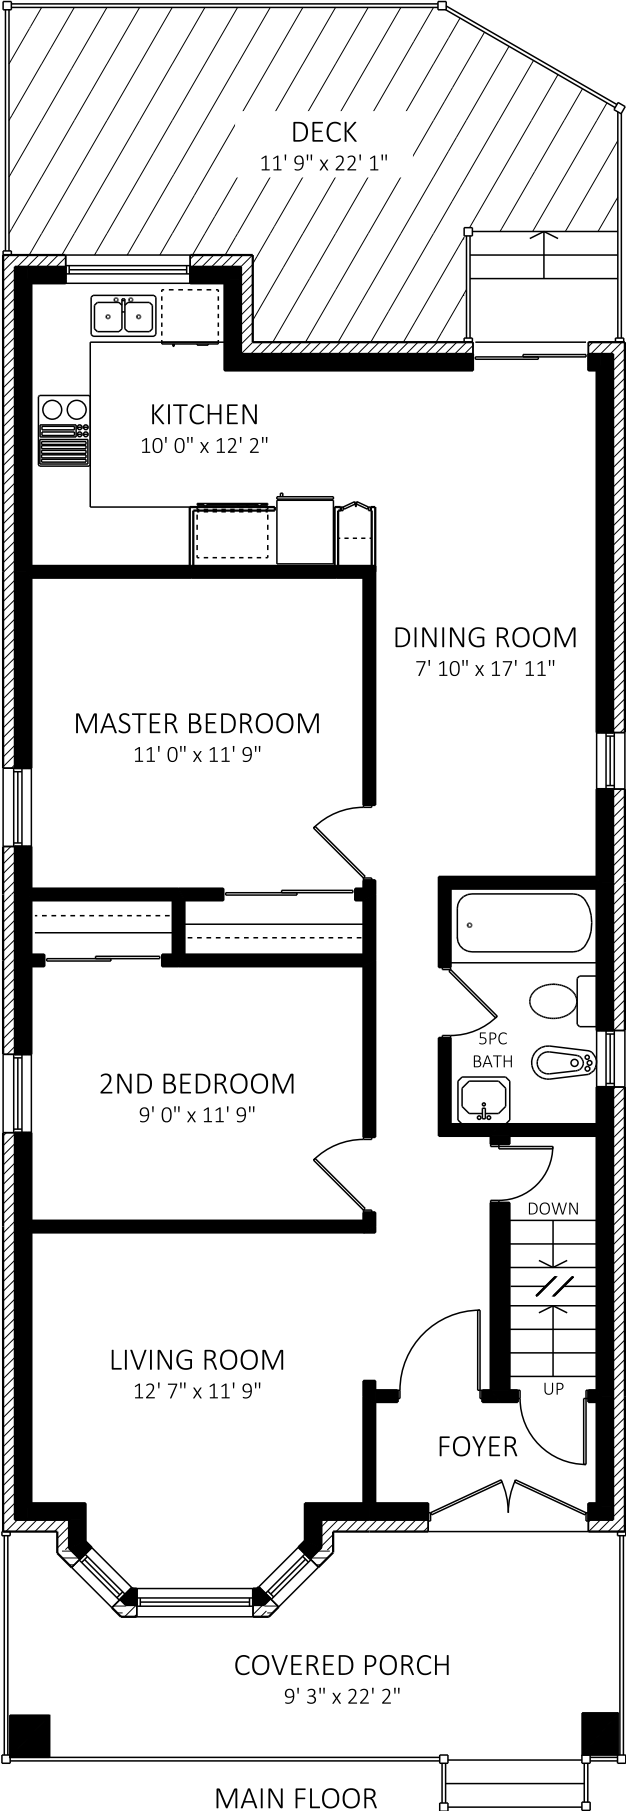 DECK
11' 9" x 22' 1"
KITCHEN
10' 0" x 12' 2"
DINING ROOM
7' 10" x 17' 11"
MASTER BEDROOM
11' 0" x 11' 9"
5PC
BATH
2ND BEDROOM
9' 0" x 11' 9"
DOWN
LIVING ROOM
12' 7" x 11' 9"
UP
FOYER
COVERED PORCH
9' 3" x 22' 2"
MAIN FLOOR